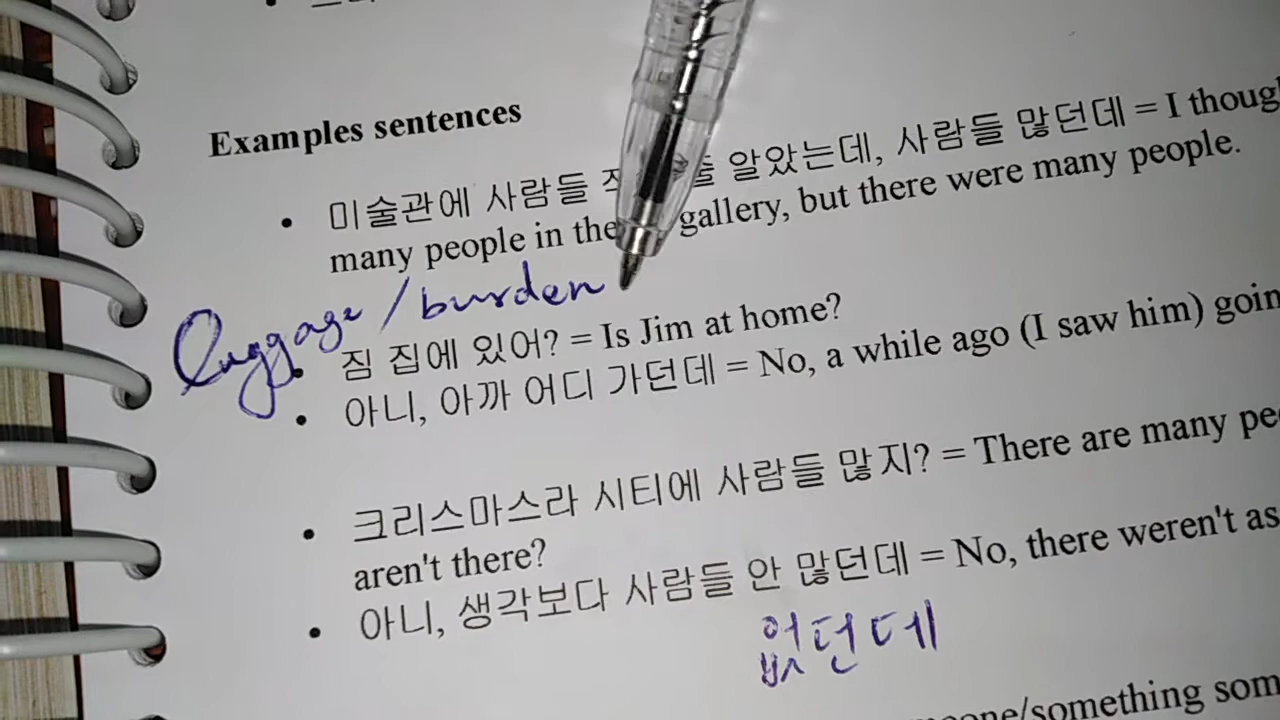 Examples sentences
미술관에 사람들 알았는데, 사람들 많던데 = I
many people in the gallery, but there were many people.
luggage/burden
짐 집에 있어? = Is Jim at home?
아니, 아까 어디 가던데 = No, a while ago (I saw him)
크리스마스라 시티에 사람들 많지? = There are many
aren't there?
아니, 생각보다 사람들 안 많던데 = No, there weren't as
없던데